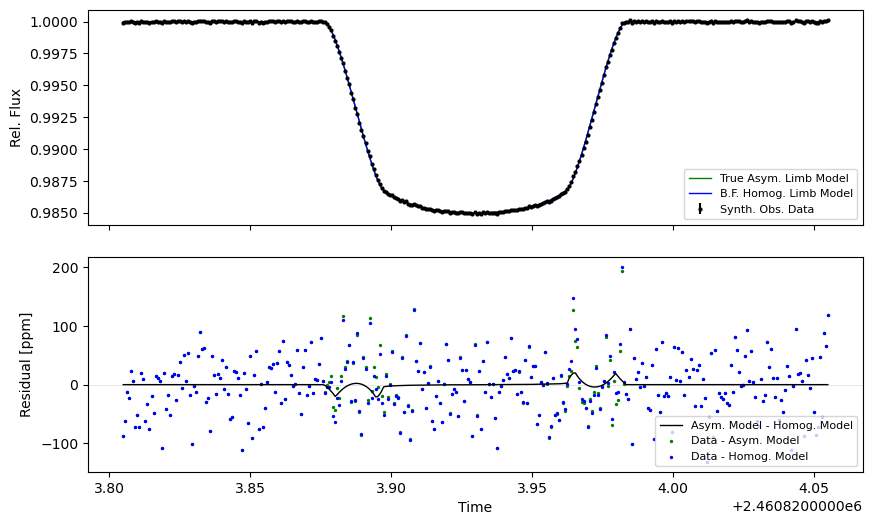 1.0000
0.9975
0.9950
0.9925
0.9900
0.9875
0.9850
Rel. Flux
True Asym. Limb Model
B.F. Homog. Limb Model
Synth. Obs. Data
200
100
0
−100
Residual [ppm]
Asym. Model - Homog. Model
Data - Asym. Model
Data - Homog. Model
3.80
3.85
3.90
3.95
4.00
4.05
Time
+2.4608200000e6